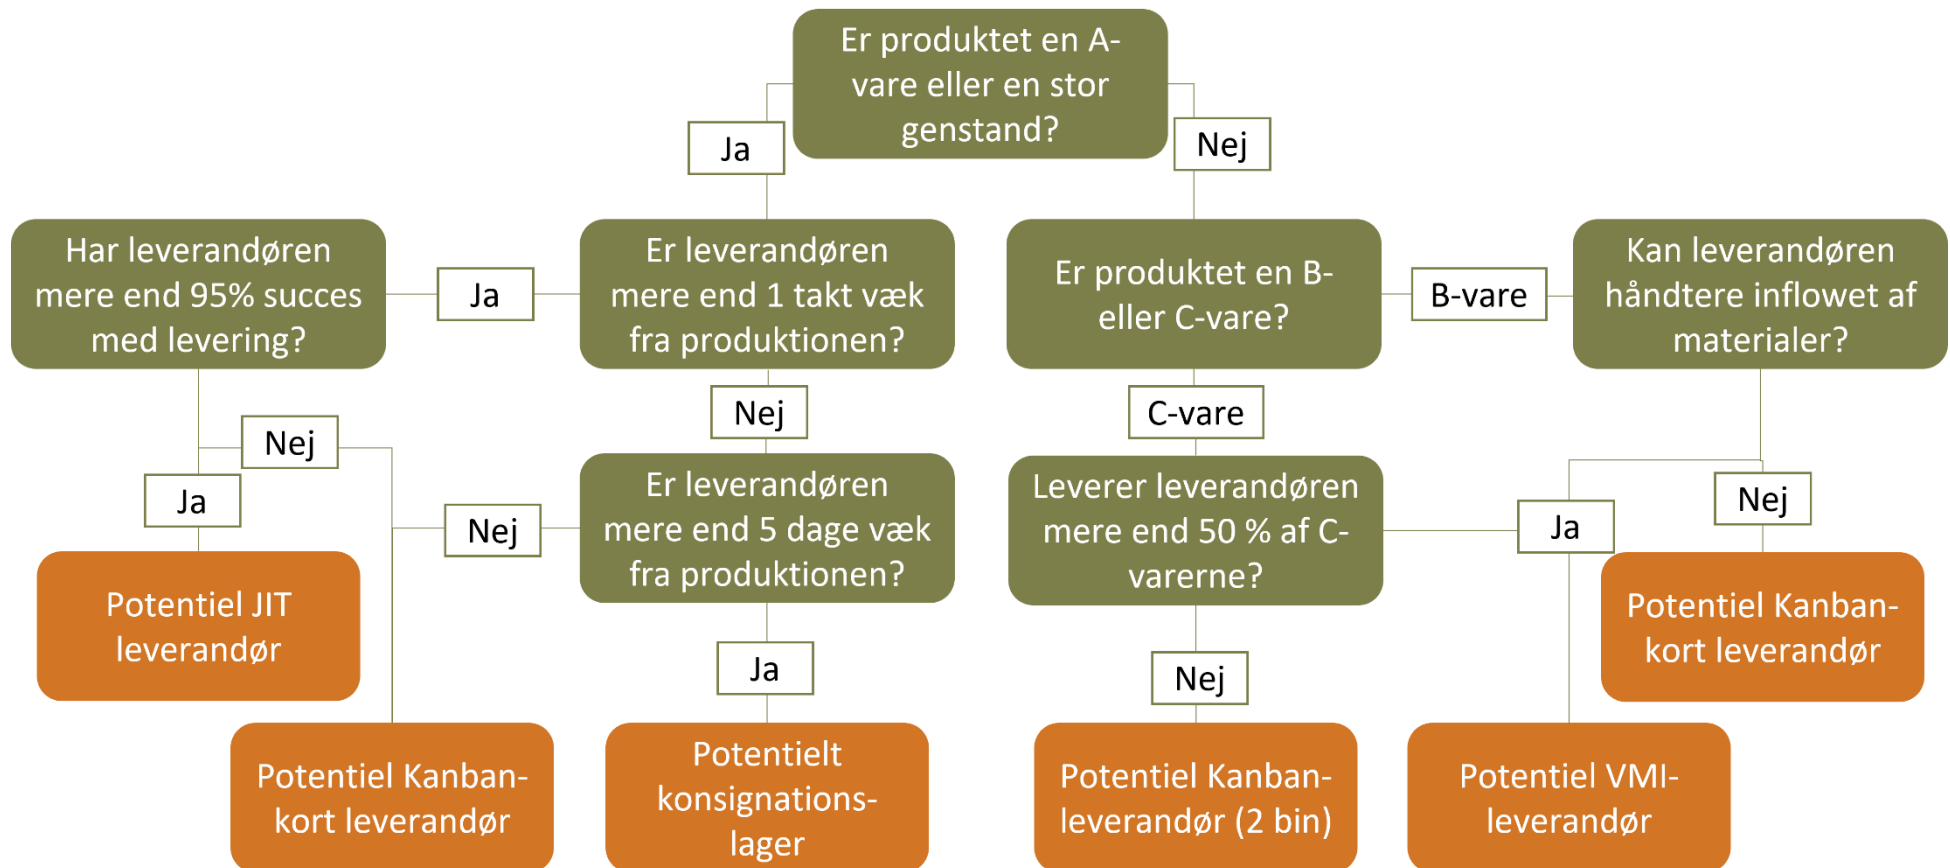 Er produktet en A-
vare eller en stor
genstand?
Ja
Nej
Har leverandøren
mere end 95% succes
med levering?
Ja
Er leverandøren
mere end 1 takt væk
fra produktionen?
Er produktet en B-
eller C-vare?
B-vare
Kan leverandøren
håndtere inflowet af
materialer?
Nej
C-vare
Nej
Ja
Nej
Er leverandøren
mere end 5 dage væk
fra produktionen?
Leverer leverandøren
mere end 50 % af C-
varerne?
Ja
Nej
Potentiel JIT
leverandør
Ja
Nej
Potentiel Kanban-
kort leverandør
Potentiel Kanban-
kort leverandør
Potentielt
konsignations-
lager
Potentiel Kanban-
leverandør (2 bin)
Potentiel VMI-
leverandør